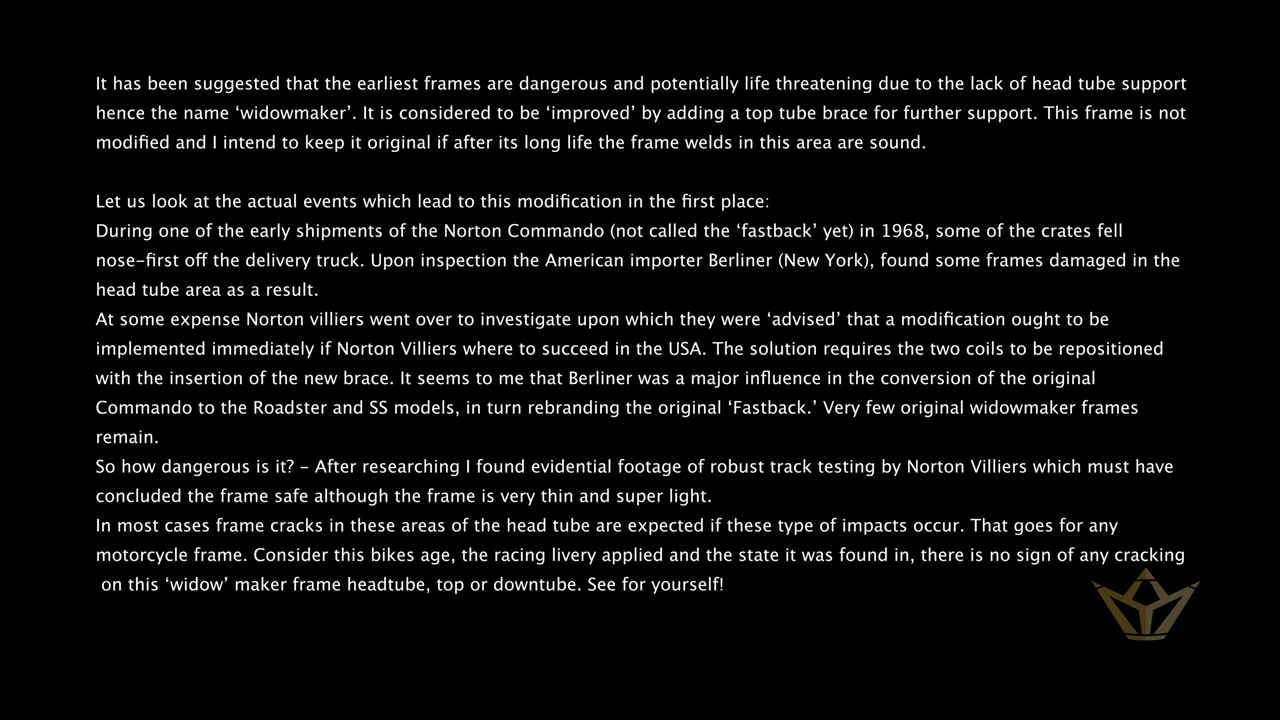 It has been suggested that the earliest frames are dangerous and potentially life threatening due to the lack of head tube support
hence the name ‘widowmaker’. It is considered to be ‘improved’ by adding a top tube brace for further support. This frame is not
modified and I intend to keep it original if after its long life the frame welds in this area are sound.

Let us look at the actual events which lead to this modification in the first place:
During one of the early shipments of the Norton Commando (not called the ‘fastback’ yet) in 1968, some of the crates fell
nose–first off the delivery truck. Upon inspection the American importer Berliner (New York), found some frames damaged in the
head tube area as a result.
At some expense Norton villiers went over to investigate upon which they were ‘advised’ that a modification ought to be
implemented immediately if Norton Villiers where to succeed in the USA. The solution requires the two coils to be repositioned
with the insertion of the new brace. It seems to me that Berliner was a major influence in the conversion of the original
Commando to the Roadster and SS models, in turn rebranding the original ‘Fastback.’ Very few original widowmaker frames
remain.
So how dangerous is it? – After researching I found evidential footage of robust track testing by Norton Villiers which must have
concluded the frame safe although the frame is very thin and super light.
In most cases frame cracks in these areas of the head tube are expected if these type of impacts occur. That goes for any
motorcycle frame. Consider this bikes age, the racing livery applied and the state it was found in, there is no sign of any cracking
on this ‘widow’ maker frame headtube, top or downtube. See for yourself!